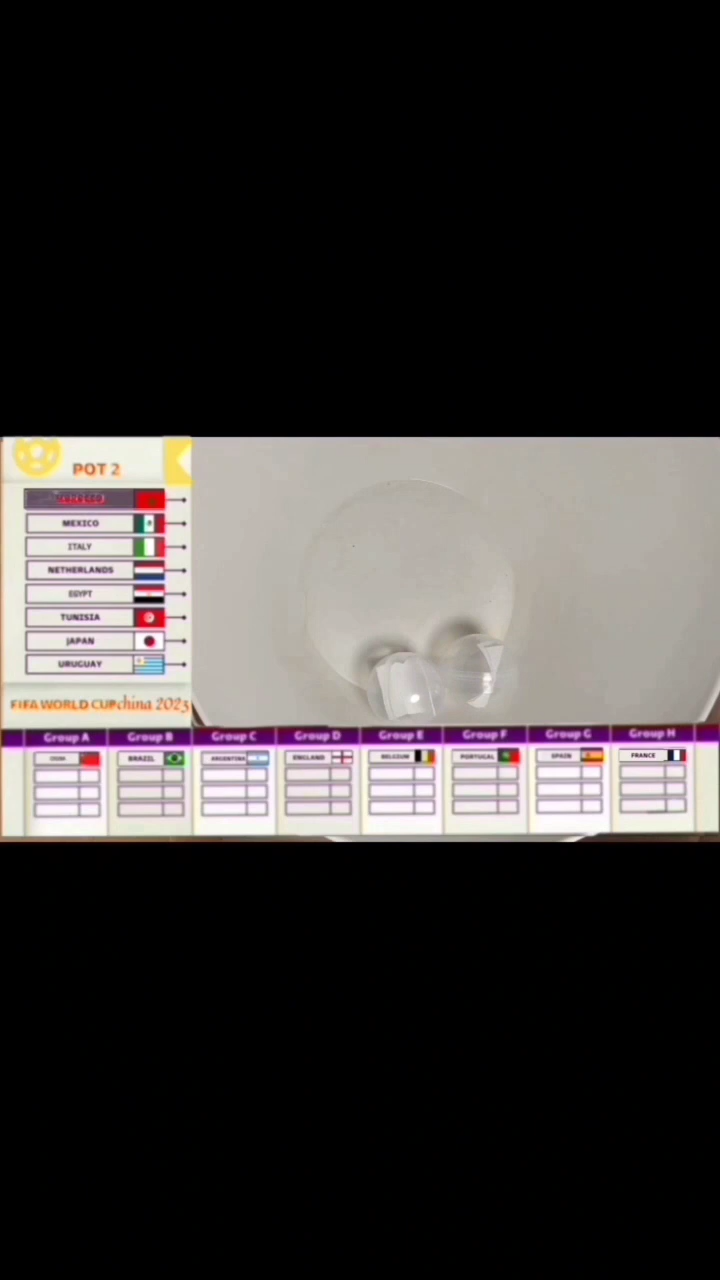 POT 2
MOROCCO
MEXICO
ITALY
NETHERLANDS
EGYPT
TUNISIA
JAPAN
URUGUAY
FIFA WORLD CUP china 2023
Group A Group B Group C Group D Group E Group F Group G Group H
BRAZIL ARGENTINA ENGLAND BELGIUM PORTUGAL SPAIN FRANCE